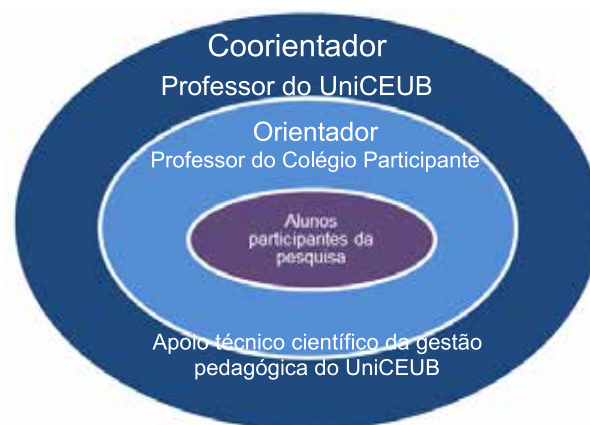 Coorientador
Professor do UniCEUB
Orientador
Professor do Colégio Participante
Alunos
participantes da
pesquisa
Apoio técnico científico da gestão
pedagógica do UniCEUB